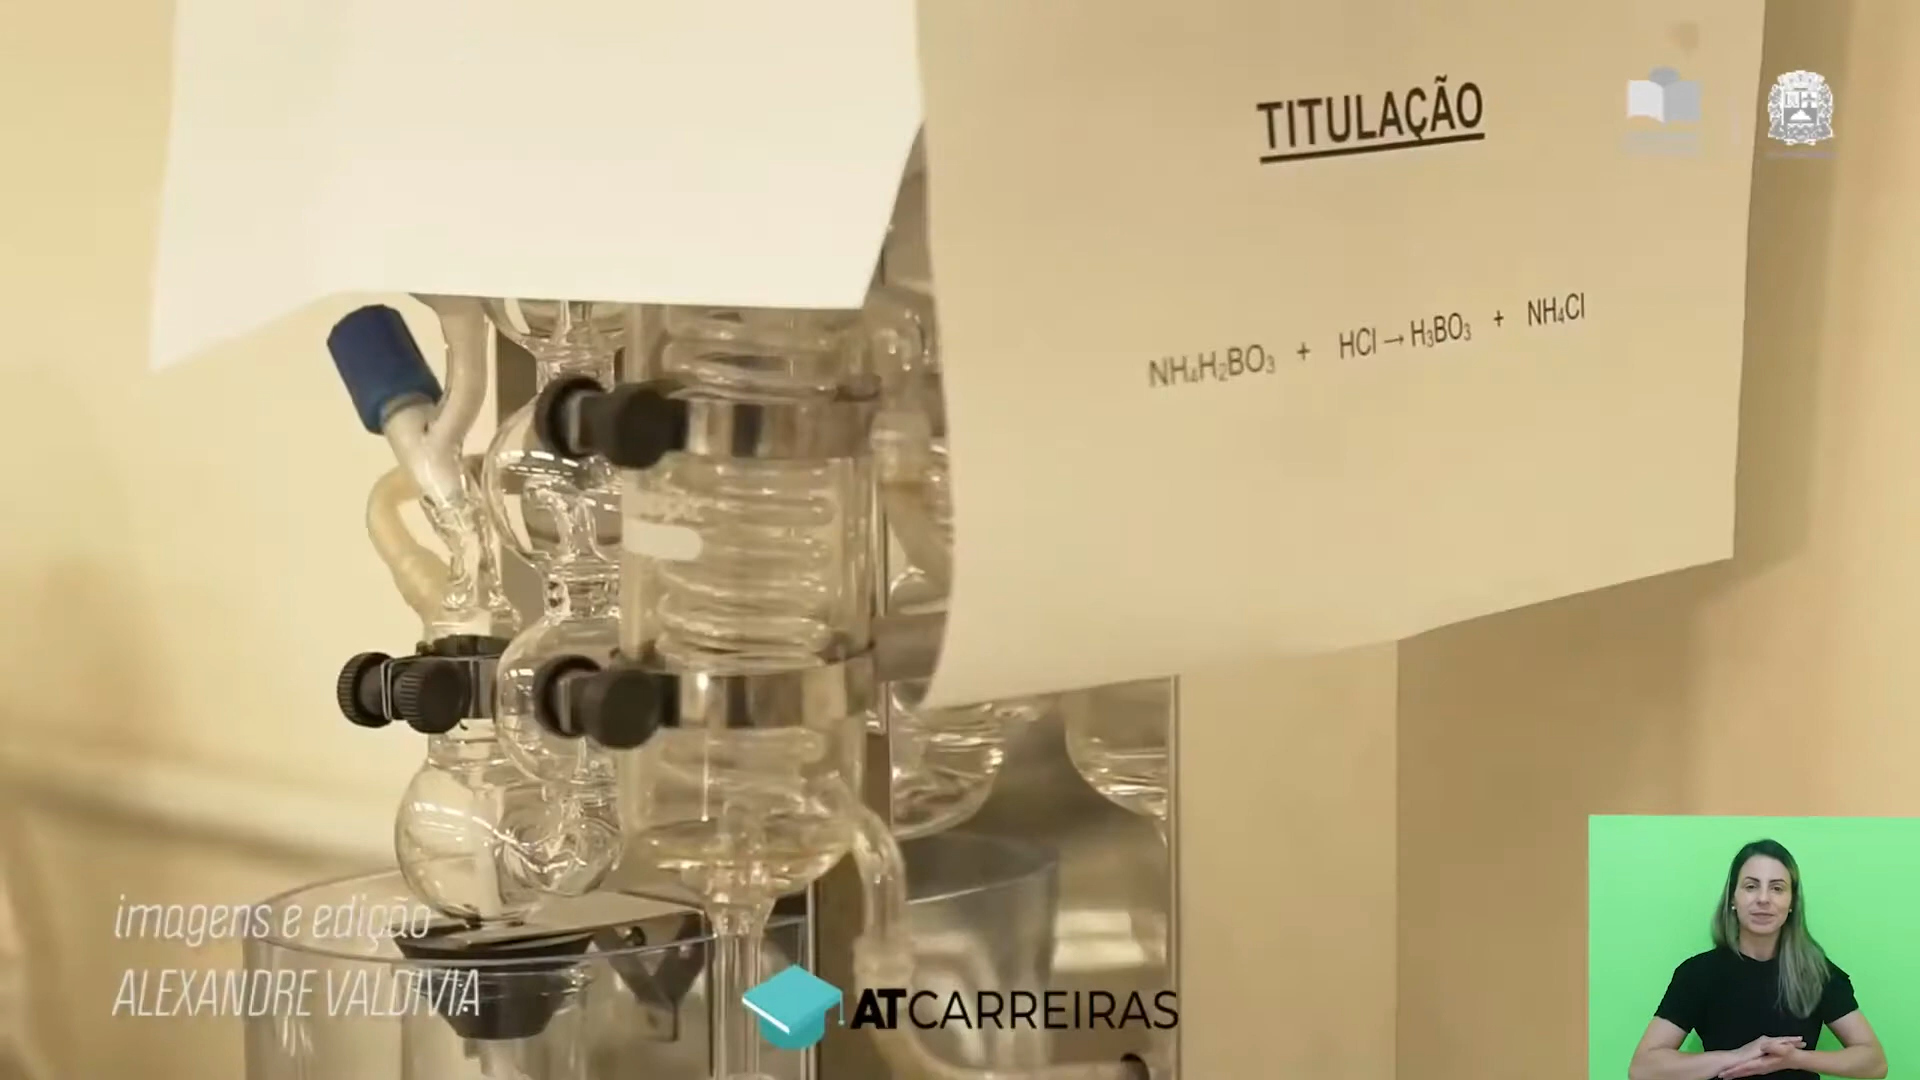 TITULAÇÃO
NH₄H₂BO₃ + HCl → H₃BO₃ + NH₄Cl
imagens e edição
ALEXANDRE VALDIVIA
ATCARREIRAS